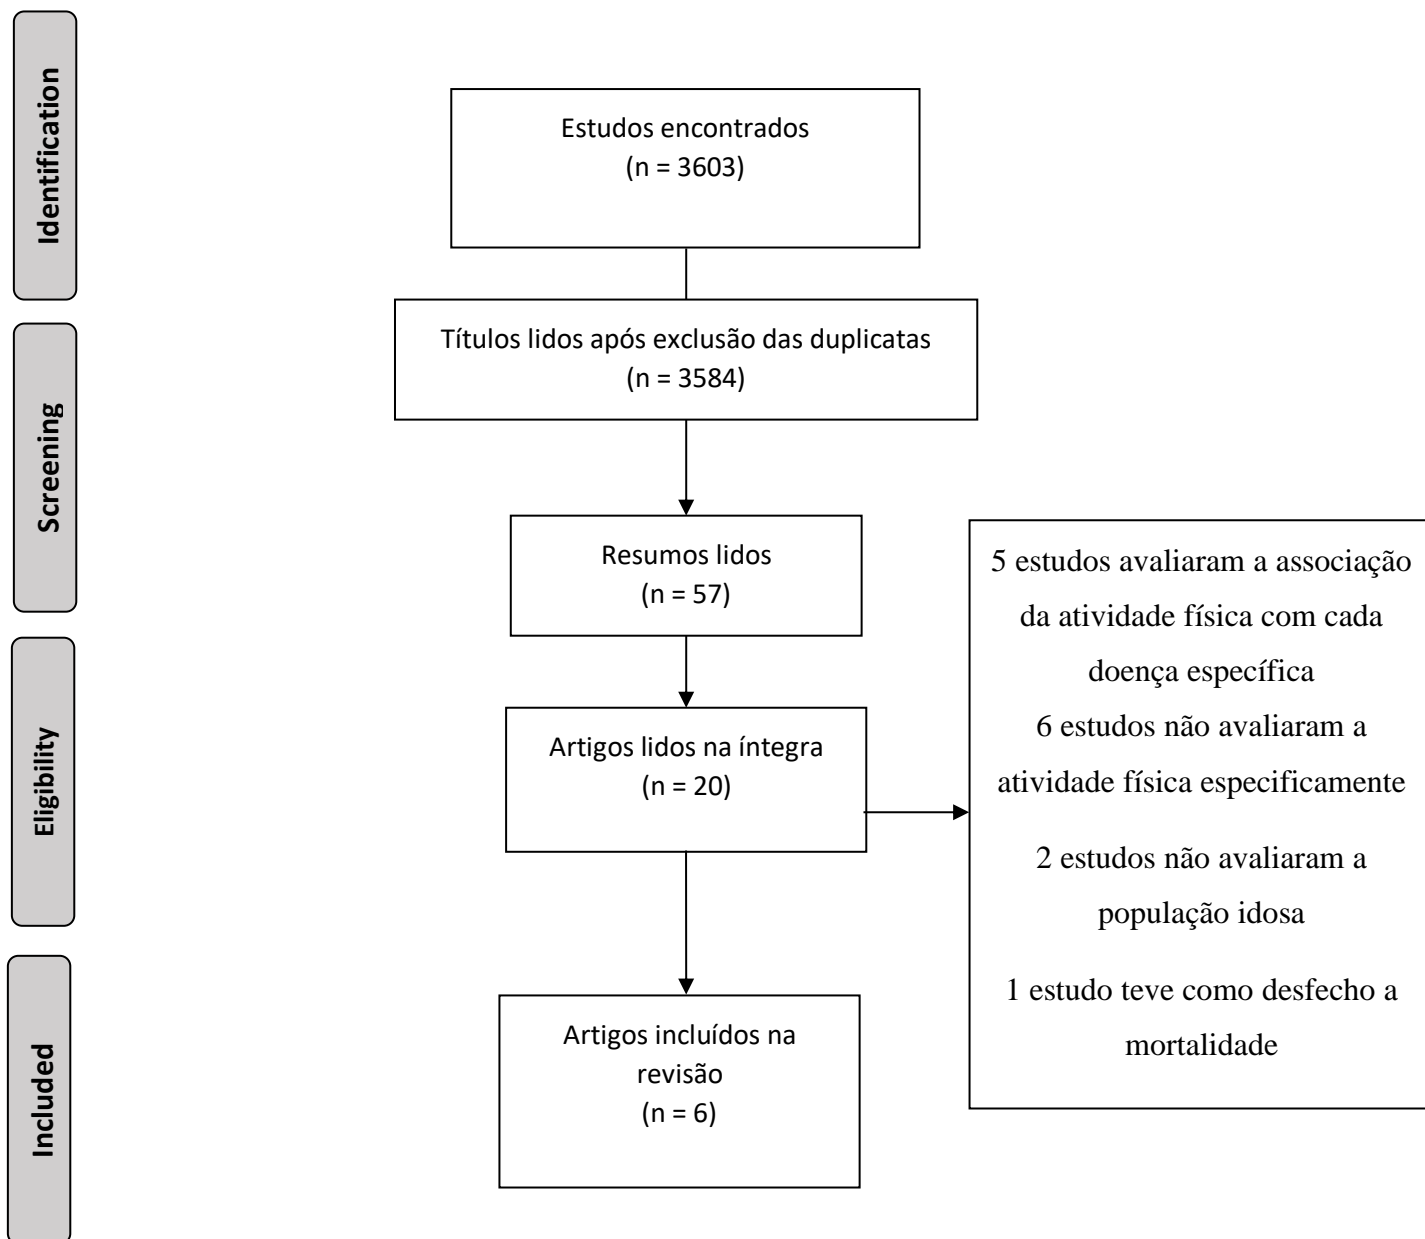 Identification
Estudos encontrados
(n = 3603)
Títulos lidos após exclusão das duplicatas
(n = 3584)
Screening
Resumos lidos
(n = 57)
Eligibility
Artigos lidos na íntegra
(n = 20)
5 estudos avaliaram a associação
da atividade física com cada
doença específica
6 estudos não avaliaram a
atividade física especificamente
2 estudos não avaliaram a
população idosa
1 estudo teve como desfecho a
mortalidade
Included
Artigos incluídos na
revisão
(n = 6)